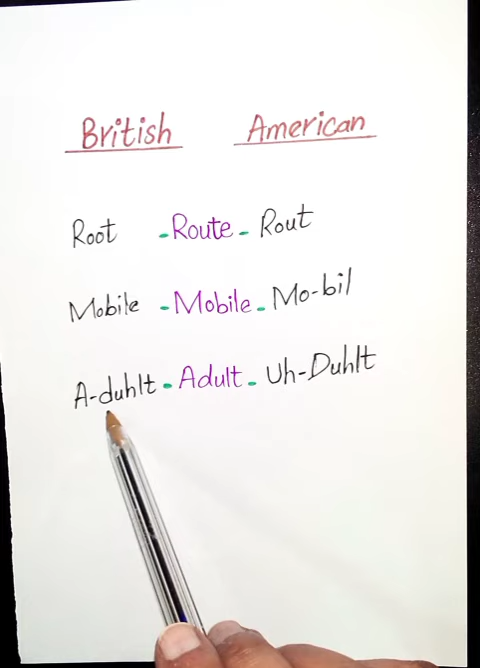 British American
Root - Route - Rout
Mobile - Mobile - Mo-bil
A-duhlt - Adult - Uh-Duhlt